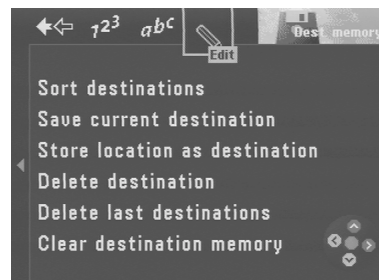 123 abc
Edit
Dest. memory
Sort destinations
Save current destination
Store location as destination
Delete destination
Delete last destinations
Clear destination memory